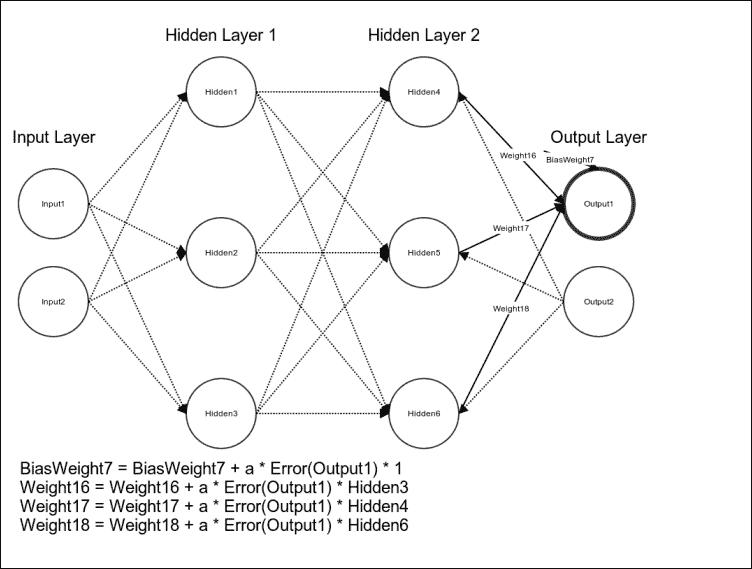 Hidden Layer 1
Hidden Layer 2
Hidden1
Hidden4
Input Layer
Output Layer
Weight16
BiasWeight7
Input1
Output1
Weight17
Hidden2
Hidden5
Input2
Output2
Weight18
Hidden3
Hidden6
BiasWeight7 = BiasWeight7 + a * Error(Output1) * 1
Weight16 = Weight16 + a * Error(Output1) * Hidden3
Weight17 = Weight17 + a * Error(Output1) * Hidden4
Weight18 = Weight18 + a * Error(Output1) * Hidden6